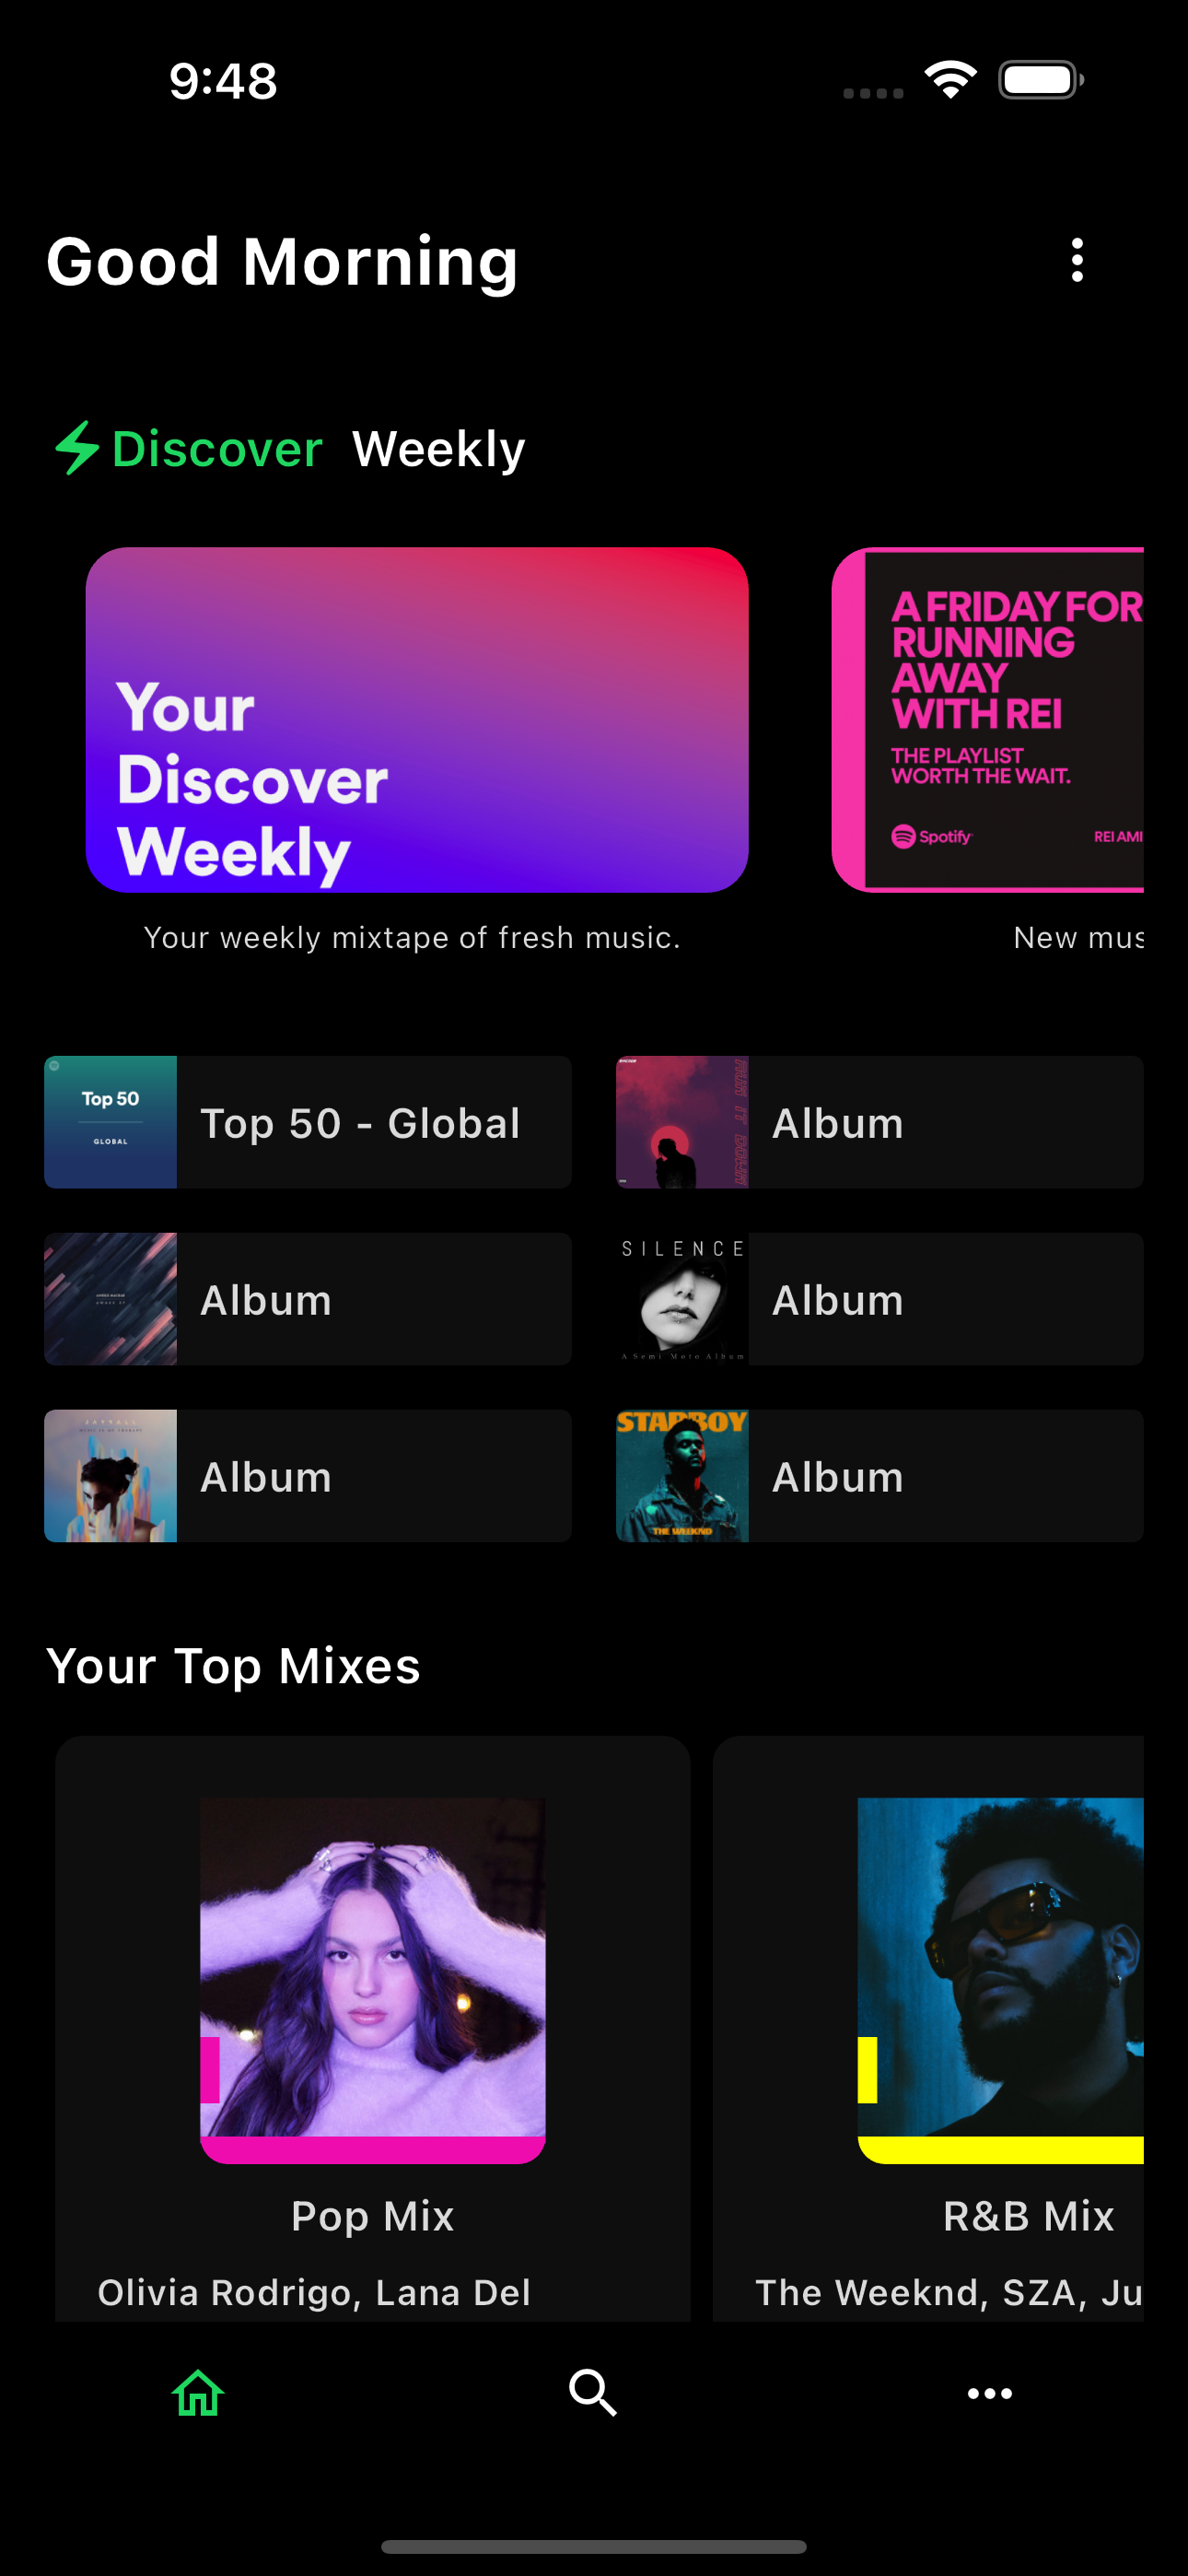 9:48
Good Morning
Discover Weekly
Your
Discover
Weekly
Your weekly mixtape of fresh music.
A FRIDAY FOR
RUNNING
AWAY
WITH REI
THE PLAYLIST
WORTH THE WAIT.
Spotify
REI AMI
New mus
Top 50
GLOBAL
Top 50 - Global
RUN IT DOWN
Album
Album
SILENCE
A Semi Moto Album
Album
Album
STARBOY
THE WEEKND
Album
Your Top Mixes
Pop Mix
Olivia Rodrigo, Lana Del
R&B Mix
The Weeknd, SZA, Ju